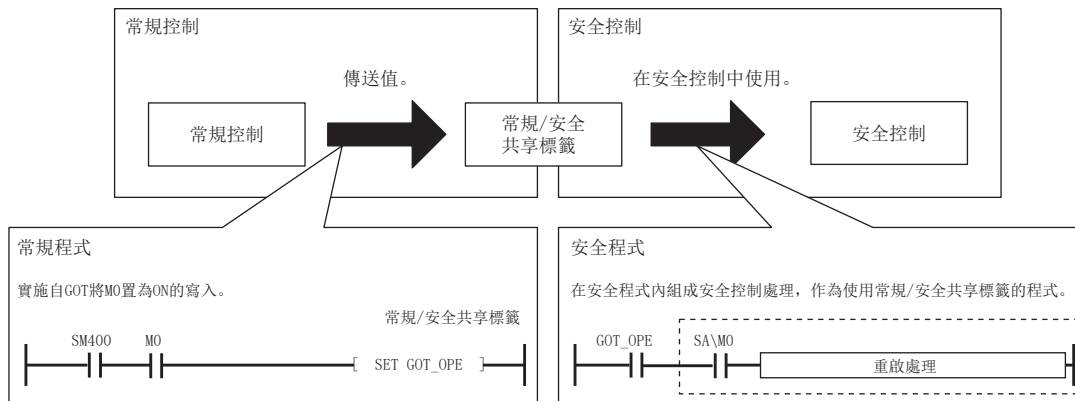 常規控制
傳送值。
常規控制
安全控制
在安全控制中使用。
常規/安全
共享標籤
安全控制
常規程式
實施自GOT將M0置為ON的寫入。
常規/安全共享標籤
SM400 M0
[ SET GOT_OPE ]
安全程式
在安全程式內組成安全控制處理，作為使用常規/安全共享標籤的程式。
GOT_OPE SA\M0
重啟處理